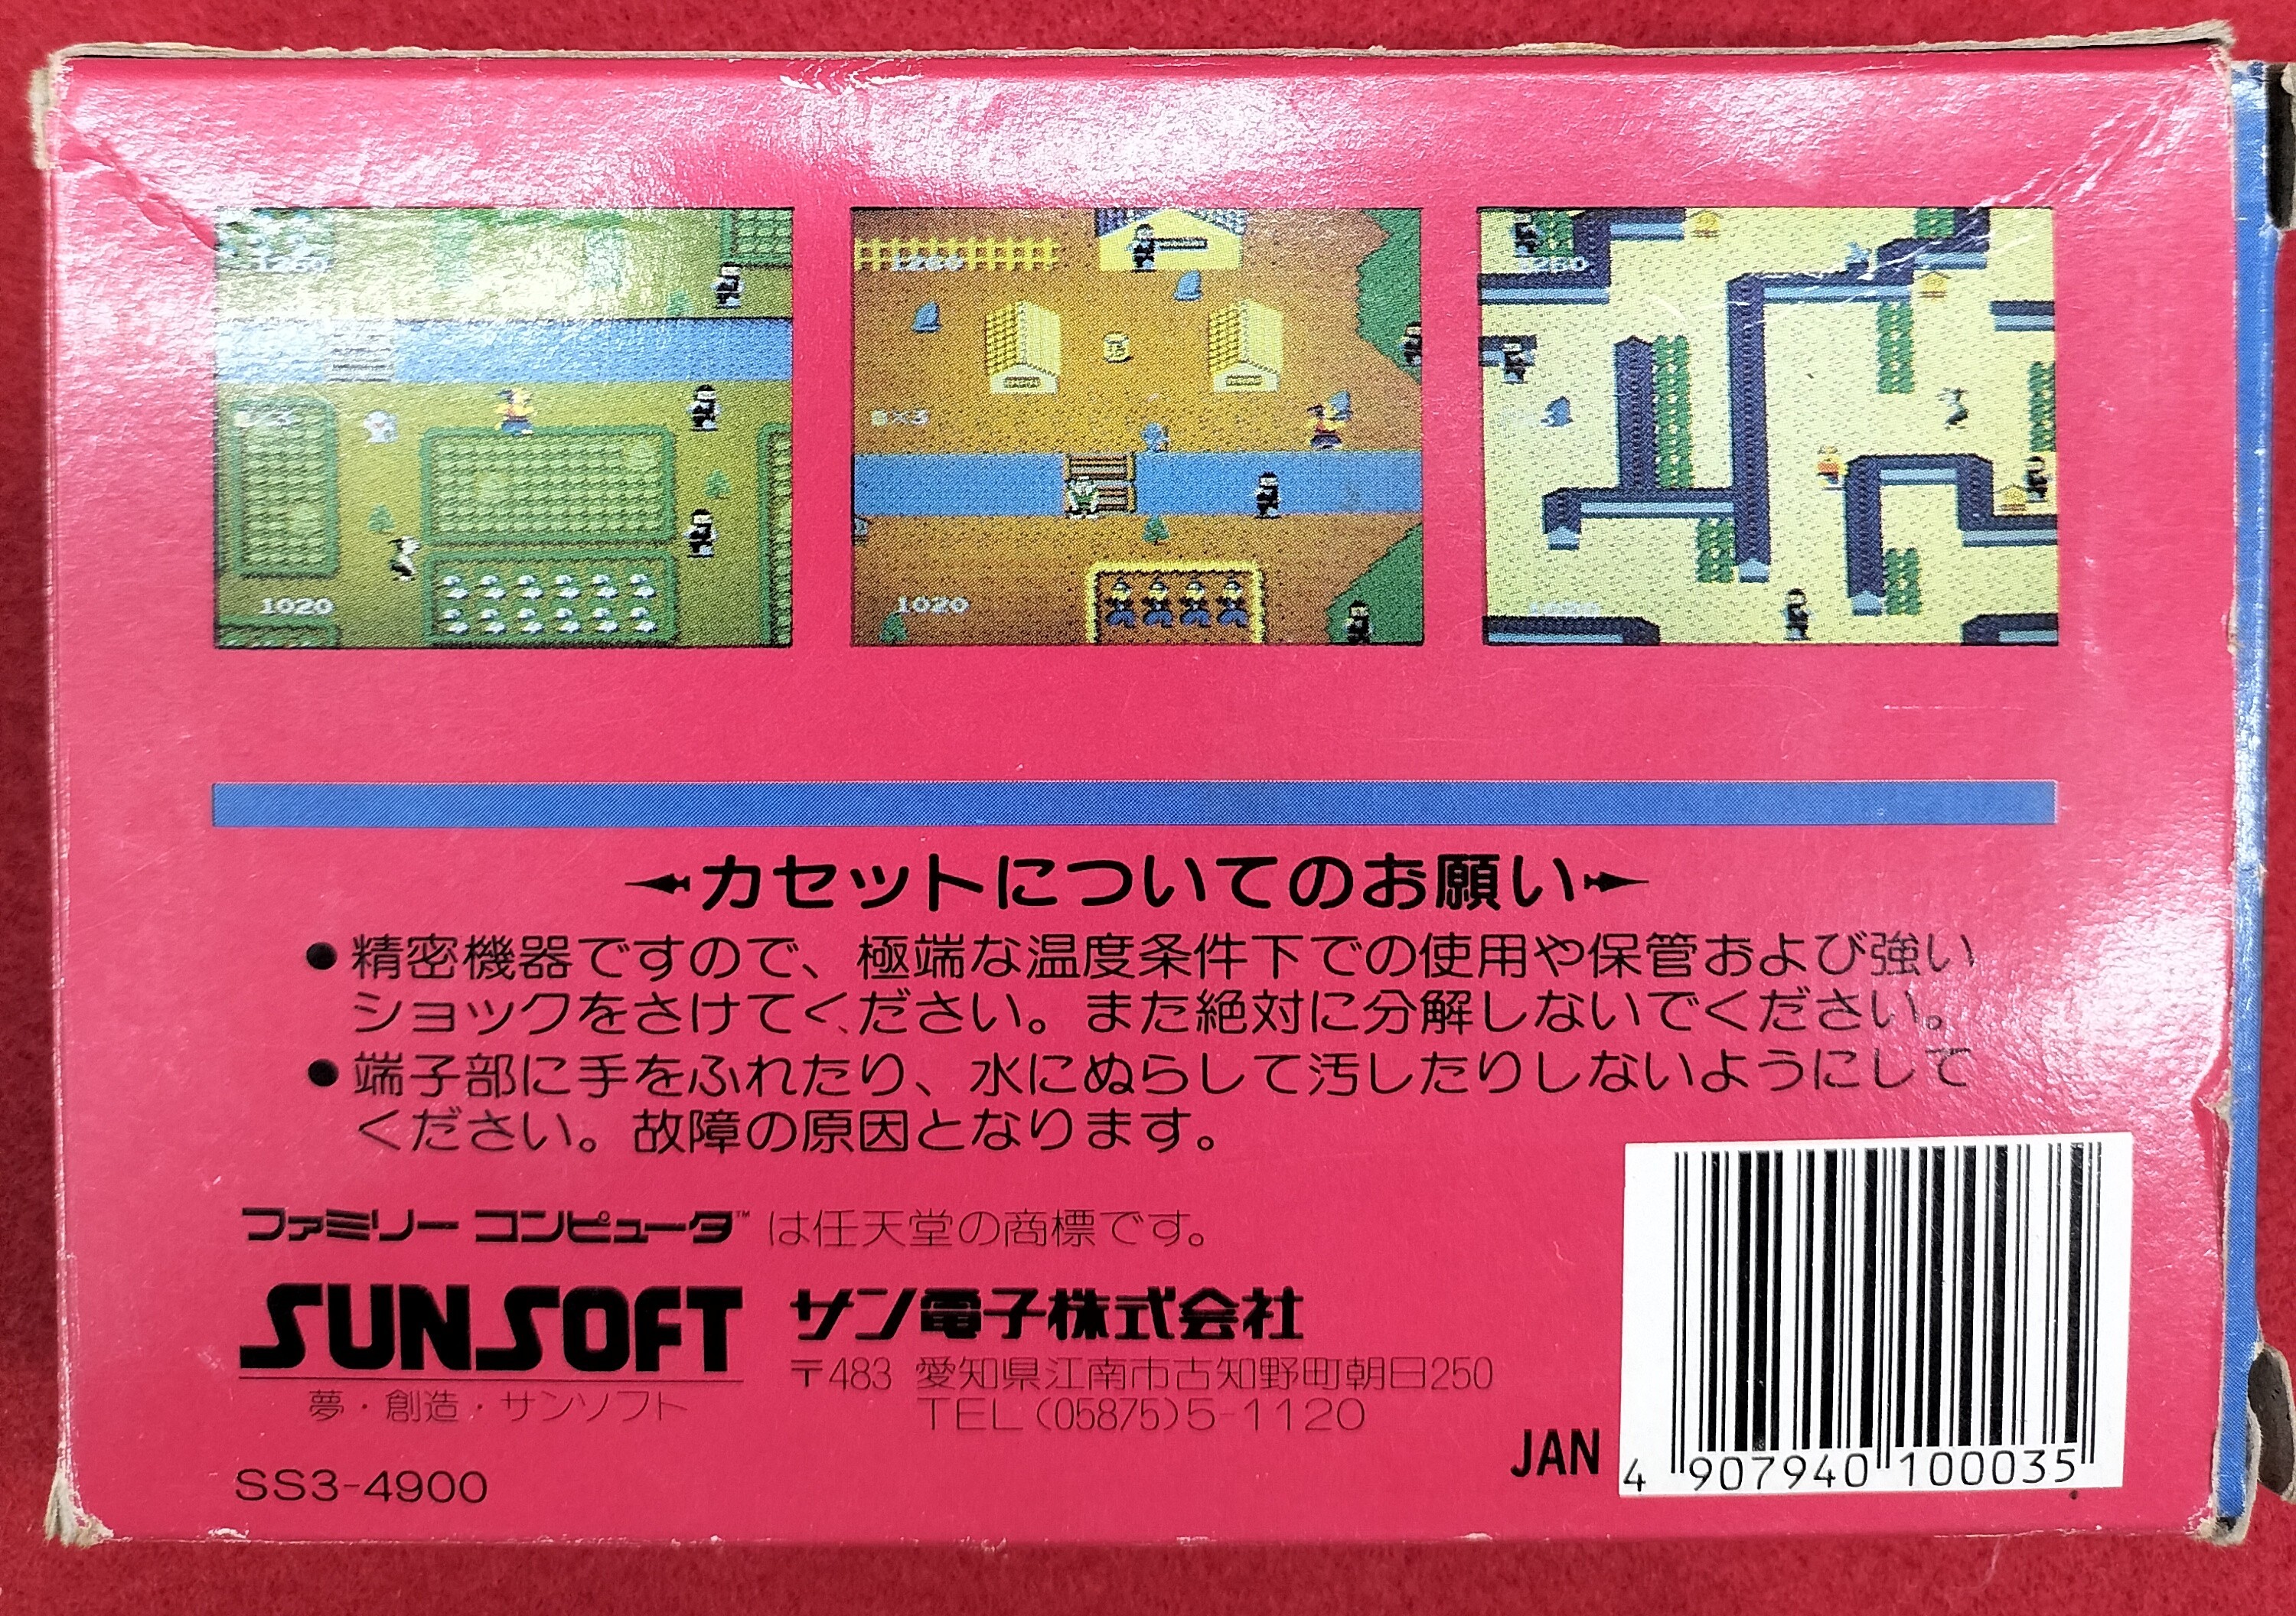 1260
8×3
1020
1260
8×3
1020
カセットについてのお願い
●精密機器ですので、極端な温度条件下での使用や保管および強い
ショックをさけてください。また絶対に分解しないでください。
●端子部に手をふれたり、水にぬらして汚したりしないようにして
ください。故障の原因となります。
ファミリー コンピュータ™ は任天堂の商標です。
SUNSOFT サン電子株式会社
〒483 愛知県江南市古知野町朝日250
夢・創造・サンソフト
TEL(05875)5-1120
SS3-4900
JAN
4 907940 100035